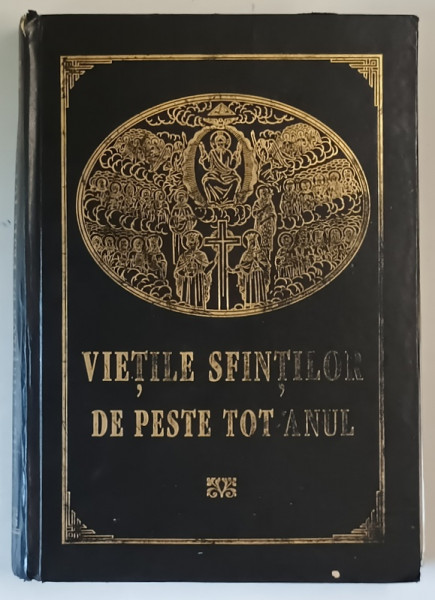 VIEȚILE SFINȚILOR
DE PESTE TOT ANUL